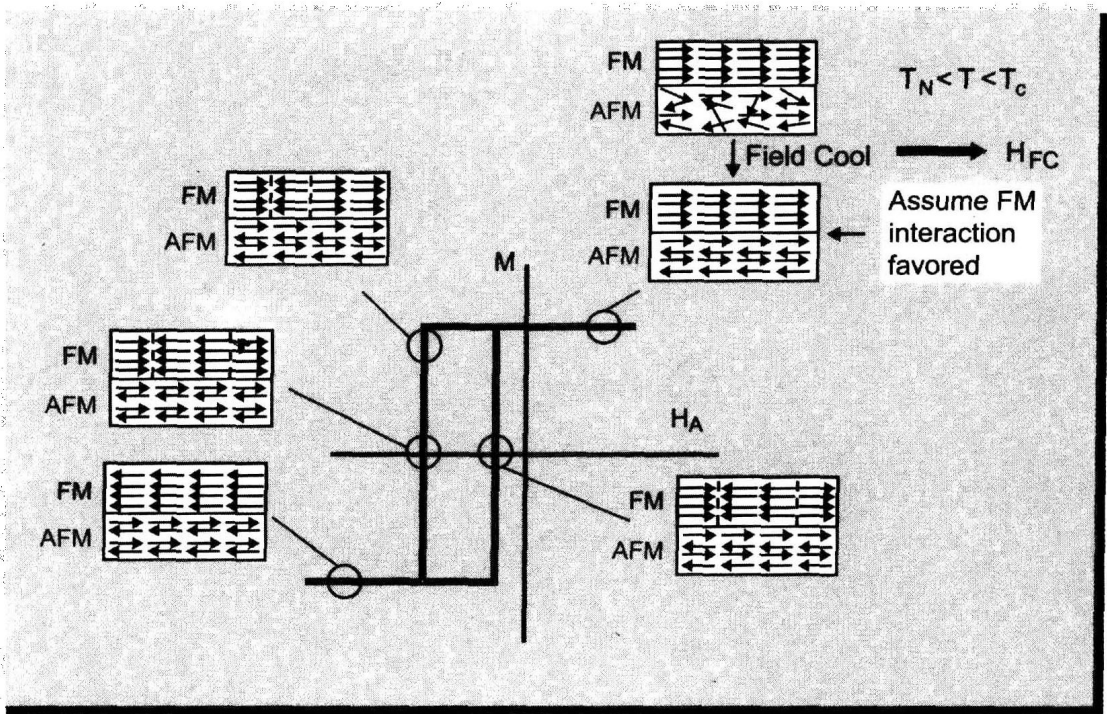 FM
AFM
T_N < T < T_c
Field Cool
H_FC
FM
AFM
Assume FM
interaction
favored
FM
AFM
M
FM
AFM
H_A
FM
AFM
FM
AFM